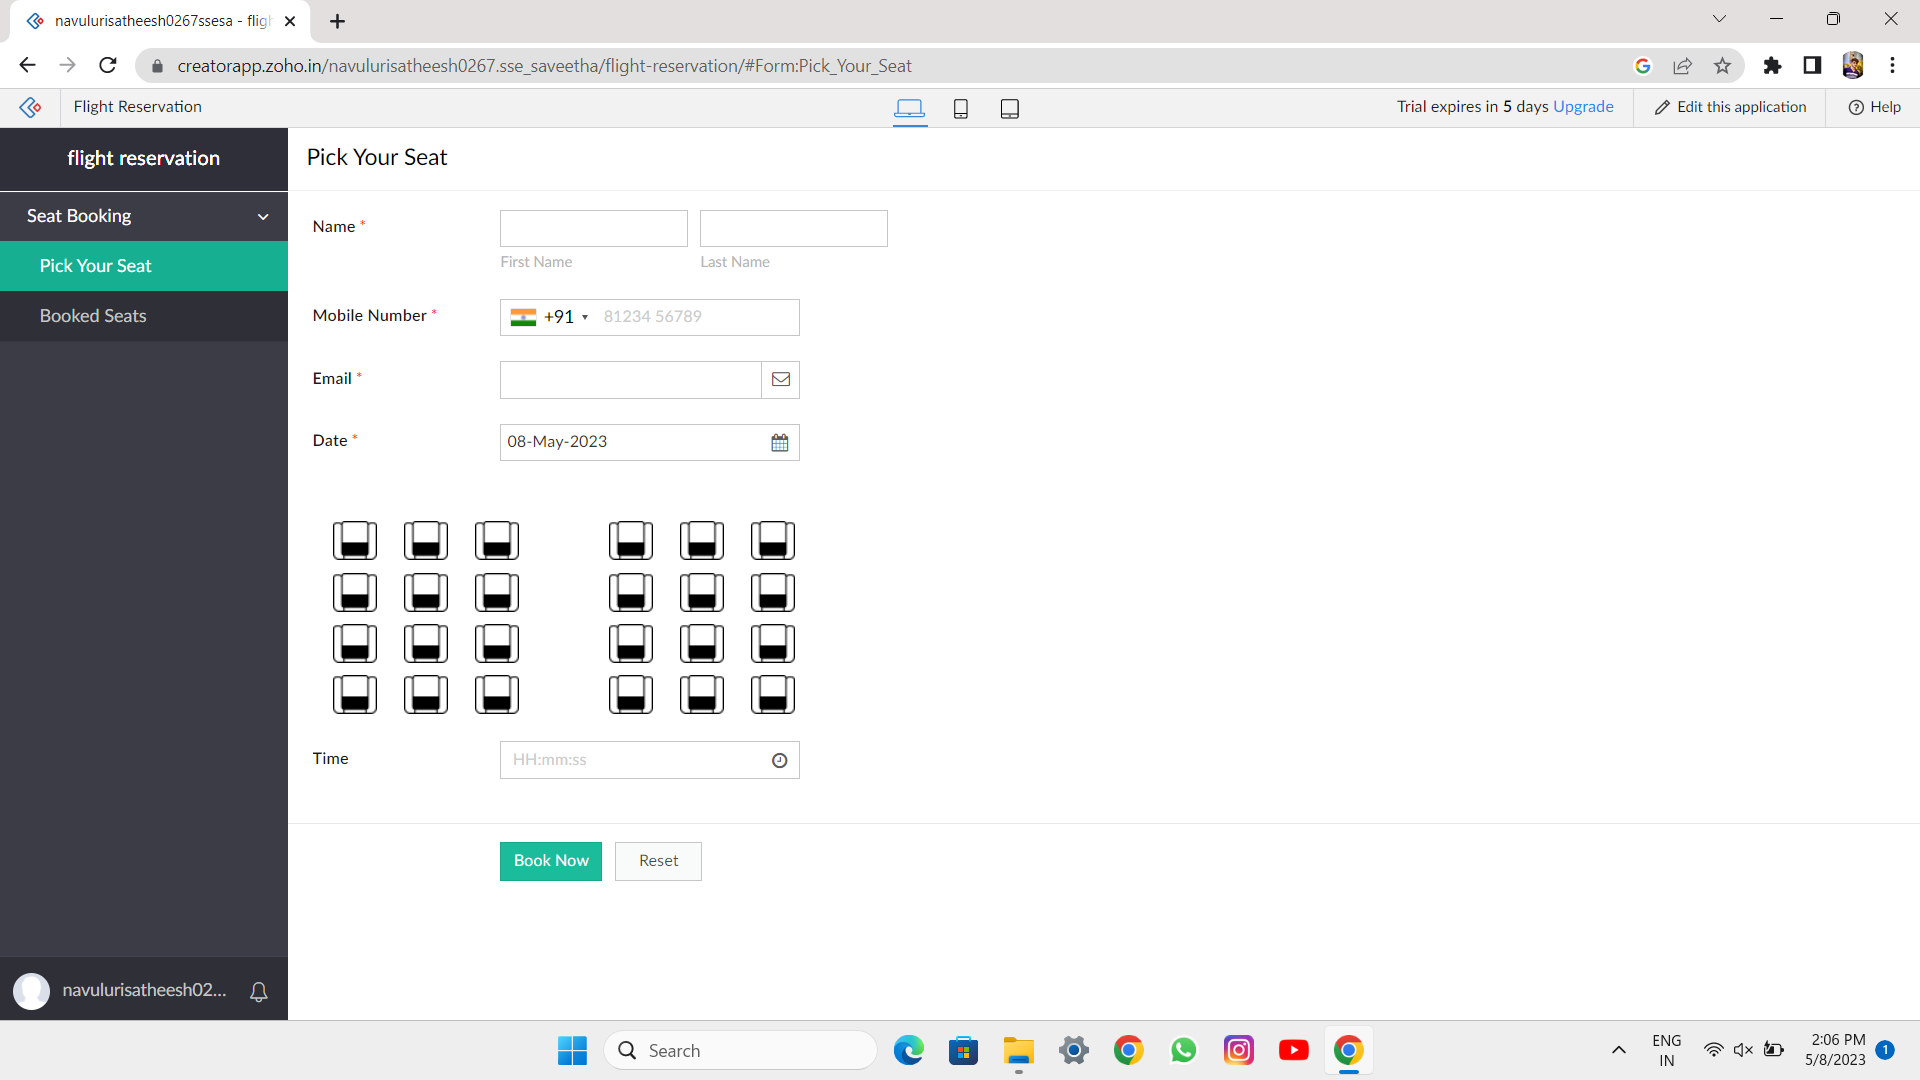 navulurisatheesh0267ssesa - fligh
creatorapp.zoho.in/navulurisatheesh0267.sse_saveetha/flight-reservation/#Form:Pick_Your_Seat
Flight Reservation
Trial expires in 5 days Upgrade
Edit this application
Help
flight reservation
Pick Your Seat
Seat Booking
Pick Your Seat
Booked Seats
Name *
First Name
Last Name
Mobile Number *
+91
81234 56789
Email *
Date *
08-May-2023
Time
HH:mm:ss
Book Now
Reset
navulurisatheesh02...
Search
ENG
IN
2:06 PM
5/8/2023
1